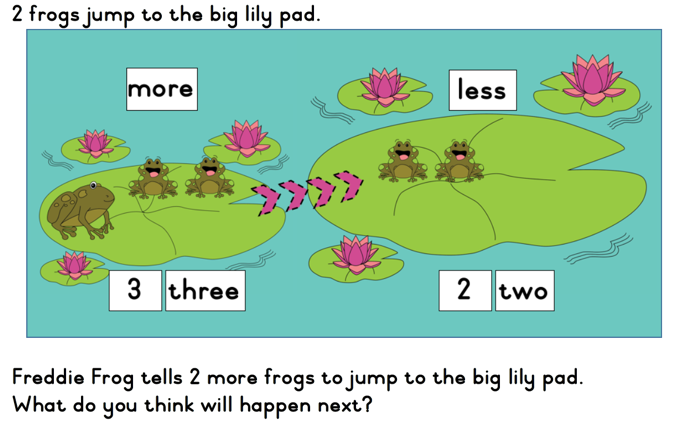 2 frogs jump to the big lily pad.
more
less
3 three
2 two
Freddie Frog tells 2 more frogs to jump to the big lily pad.
What do you think will happen next?